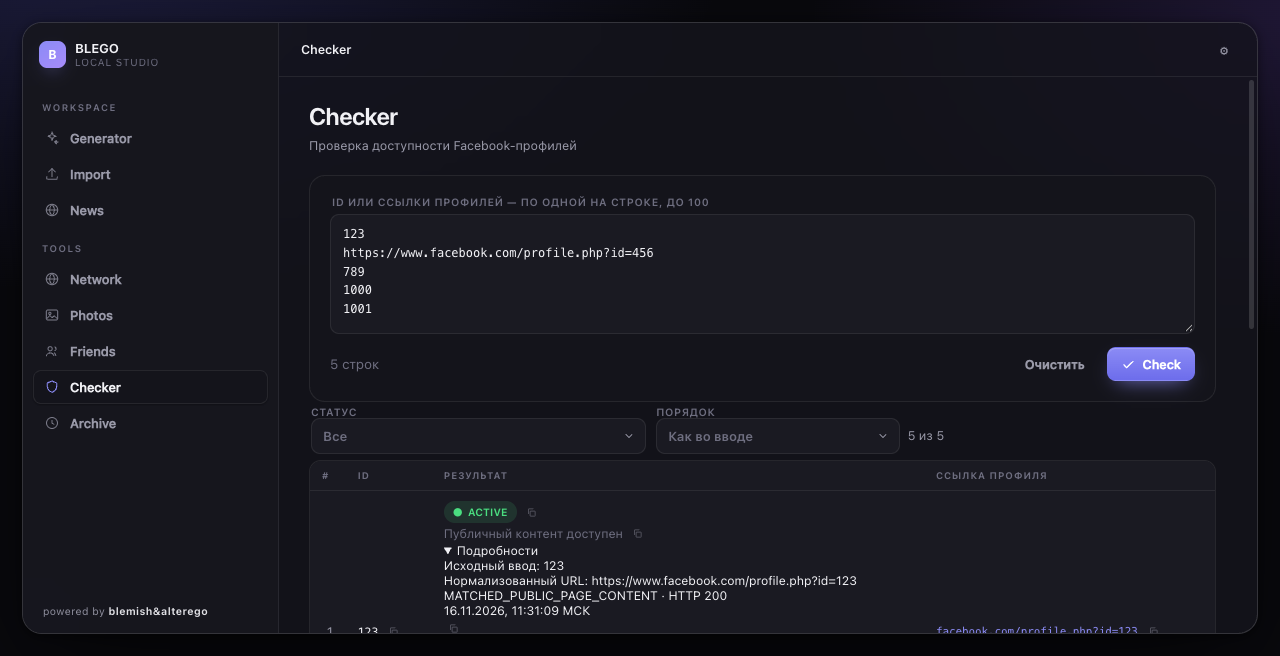 B
BLEGO
LOCAL STUDIO
WORKSPACE
Generator
Import
News
TOOLS
Network
Photos
Friends
Checker
Archive
powered by blemish&alterego
Checker
Checker
Проверка доступности Facebook-профилей
ID ИЛИ ССЫЛКИ ПРОФИЛЕЙ — ПО ОДНОЙ НА СТРОКЕ, ДО 100
123
https://www.facebook.com/profile.php?id=456
789
1000
1001
5 строк
Очистить
Check
СТАТУС
ПОРЯДОК
Все
Как во вводе
5 из 5
# ID РЕЗУЛЬТАТ ССЫЛКА ПРОФИЛЯ
ACTIVE
Публичный контент доступен
▼ Подробности
Исходный ввод: 123
Нормализованный URL: https://www.facebook.com/profile.php?id=123
MATCHED_PUBLIC_PAGE_CONTENT · HTTP 200
16.11.2026, 11:31:09 МСК
1 123 facebook.com/profile.php?id=123